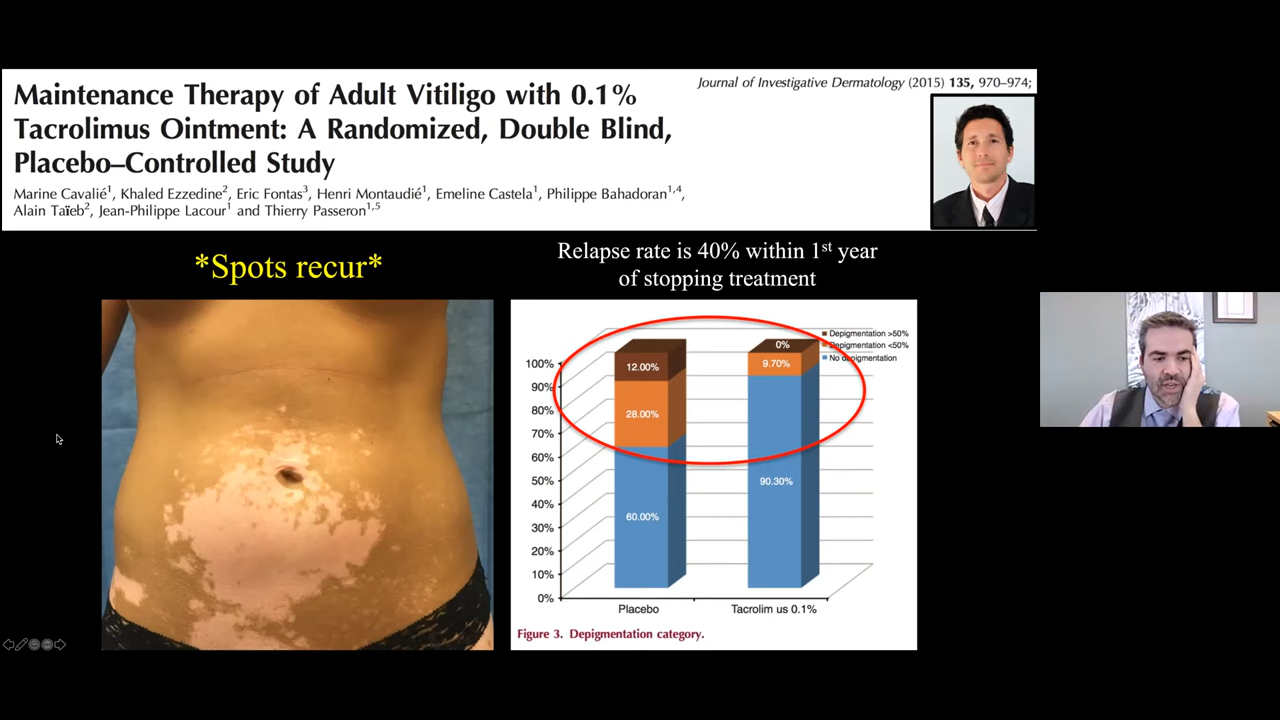 Journal of Investigative Dermatology (2015) 135, 970–974;
Maintenance Therapy of Adult Vitiligo with 0.1%
Tacrolimus Ointment: A Randomized, Double Blind,
Placebo–Controlled Study
Marine Cavalié1, Khaled Ezzedine2, Eric Fontas3, Henri Montaudié1, Emeline Castela1, Philippe Bahadoran1,4,
Alain Taïeb2, Jean-Philippe Lacour1 and Thierry Passeron1,5
*Spots recur*
Relapse rate is 40% within 1st year
of stopping treatment
Depigmentation >50%
Depigmentation <50%
No depigmentation
100%
90%
80%
70%
60%
50%
40%
30%
20%
10%
0%
12.00%
28.00%
60.00%
0%
9.70%
90.30%
Placebo
Tacrolim us 0.1%
Figure 3. Depigmentation category.